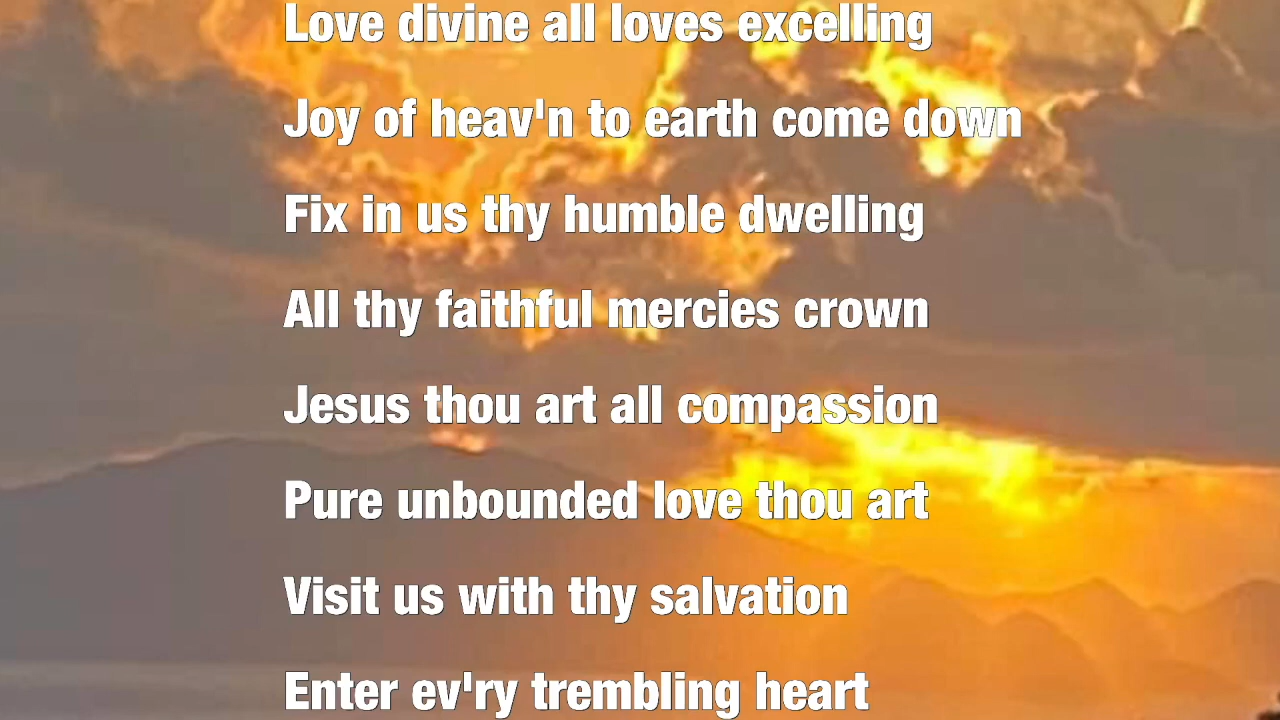 Love divine all loves excelling
Joy of heav'n to earth come down
Fix in us thy humble dwelling
All thy faithful mercies crown
Jesus thou art all compassion
Pure unbounded love thou art
Visit us with thy salvation
Enter ev'ry trembling heart